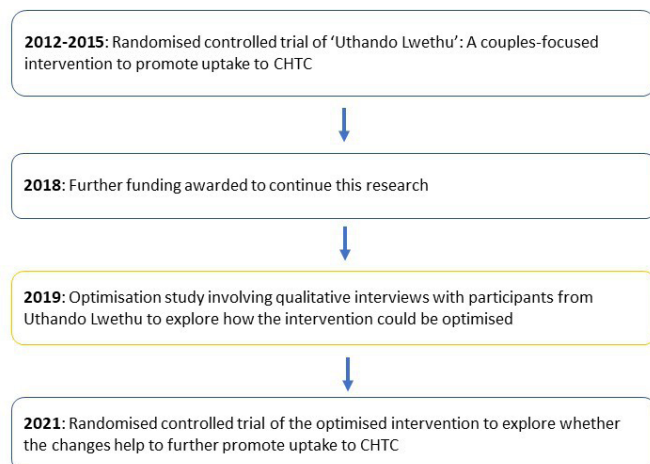 2012-2015: Randomised controlled trial of ‘Uthando Lwethu’: A couples-focused
intervention to promote uptake to CHTC
2018: Further funding awarded to continue this research
2019: Optimisation study involving qualitative interviews with participants from
Uthando Lwethu to explore how the intervention could be optimised
2021: Randomised controlled trial of the optimised intervention to explore whether
the changes help to further promote uptake to CHTC